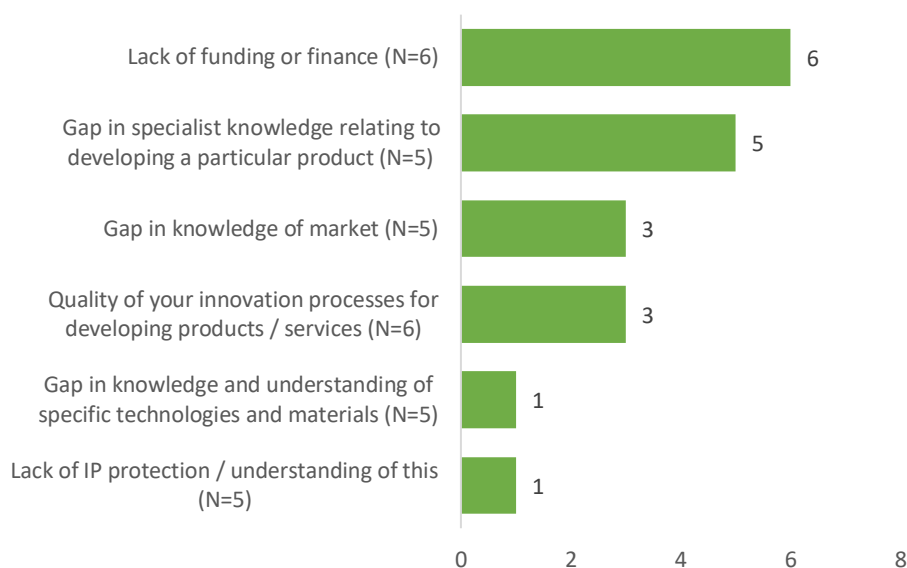 Lack of funding or finance (N=6)
6
Gap in specialist knowledge relating to
developing a particular product (N=5)
5
Gap in knowledge of market (N=5)
3
Quality of your innovation processes for
developing products / services (N=6)
3
Gap in knowledge and understanding of
specific technologies and materials (N=5)
1
Lack of IP protection / understanding of this
(N=5)
1
0 2 4 6 8